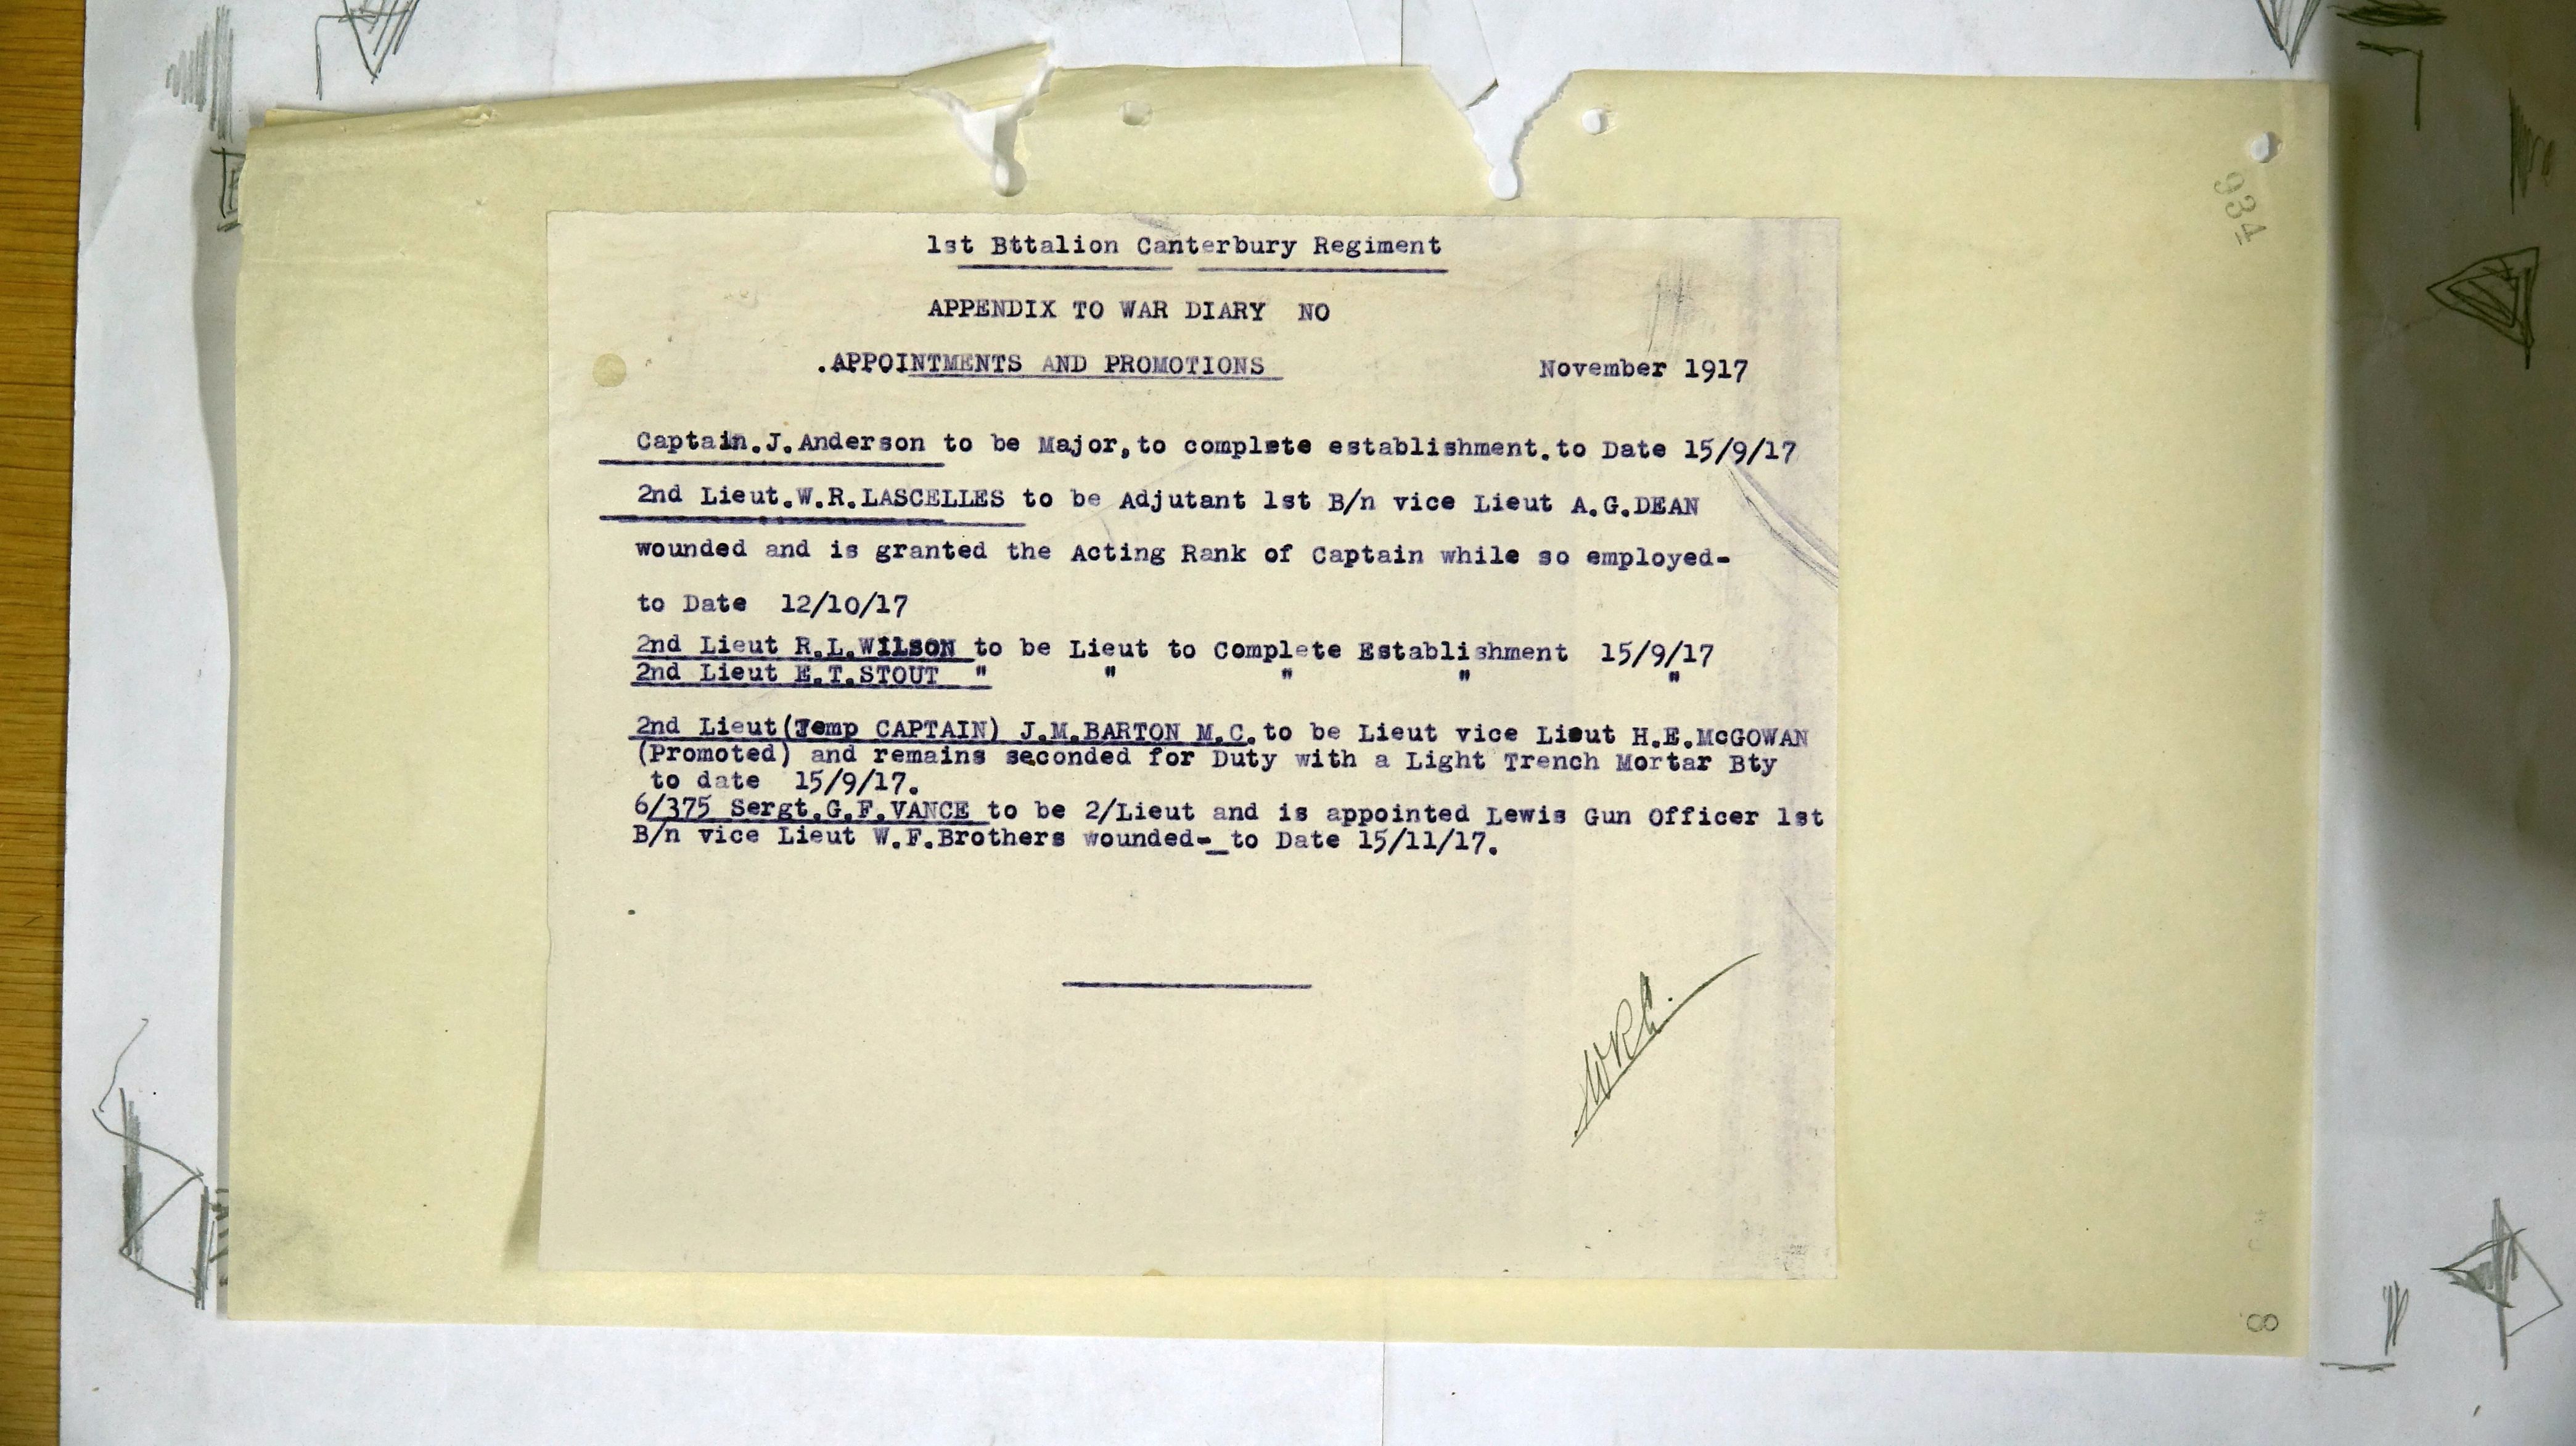 934
1st Bttalion Canterbury Regiment
APPENDIX TO WAR DIARY NO
.APPOINTMENTS AND PROMOTIONS November 1917
Captain.J.Anderson to be Major,to complete establishment.to Date 15/9/17
2nd Lieut.W.R.LASCELLES to be Adjutant 1st B/n vice Lieut A.G.DEAN
wounded and is granted the Acting Rank of Captain while so employed-
to Date 12/10/17
2nd Lieut R.L.WILSON to be Lieut to Complete Establishment 15/9/17
2nd Lieut E.T.STOUT " " " " "
2nd Lieut(Temp CAPTAIN) J.M.BARTON M.C.to be Lieut vice Lieut H.E.McGOWAN
(Promoted) and remains seconded for Duty with a Light Trench Mortar Bty
to date 15/9/17.
6/375 Sergt.G.F.VANCE to be 2/Lieut and is appointed Lewis Gun Officer 1st
B/n vice Lieut W.F.Brothers wounded-_to Date 15/11/17.
WRL.
8